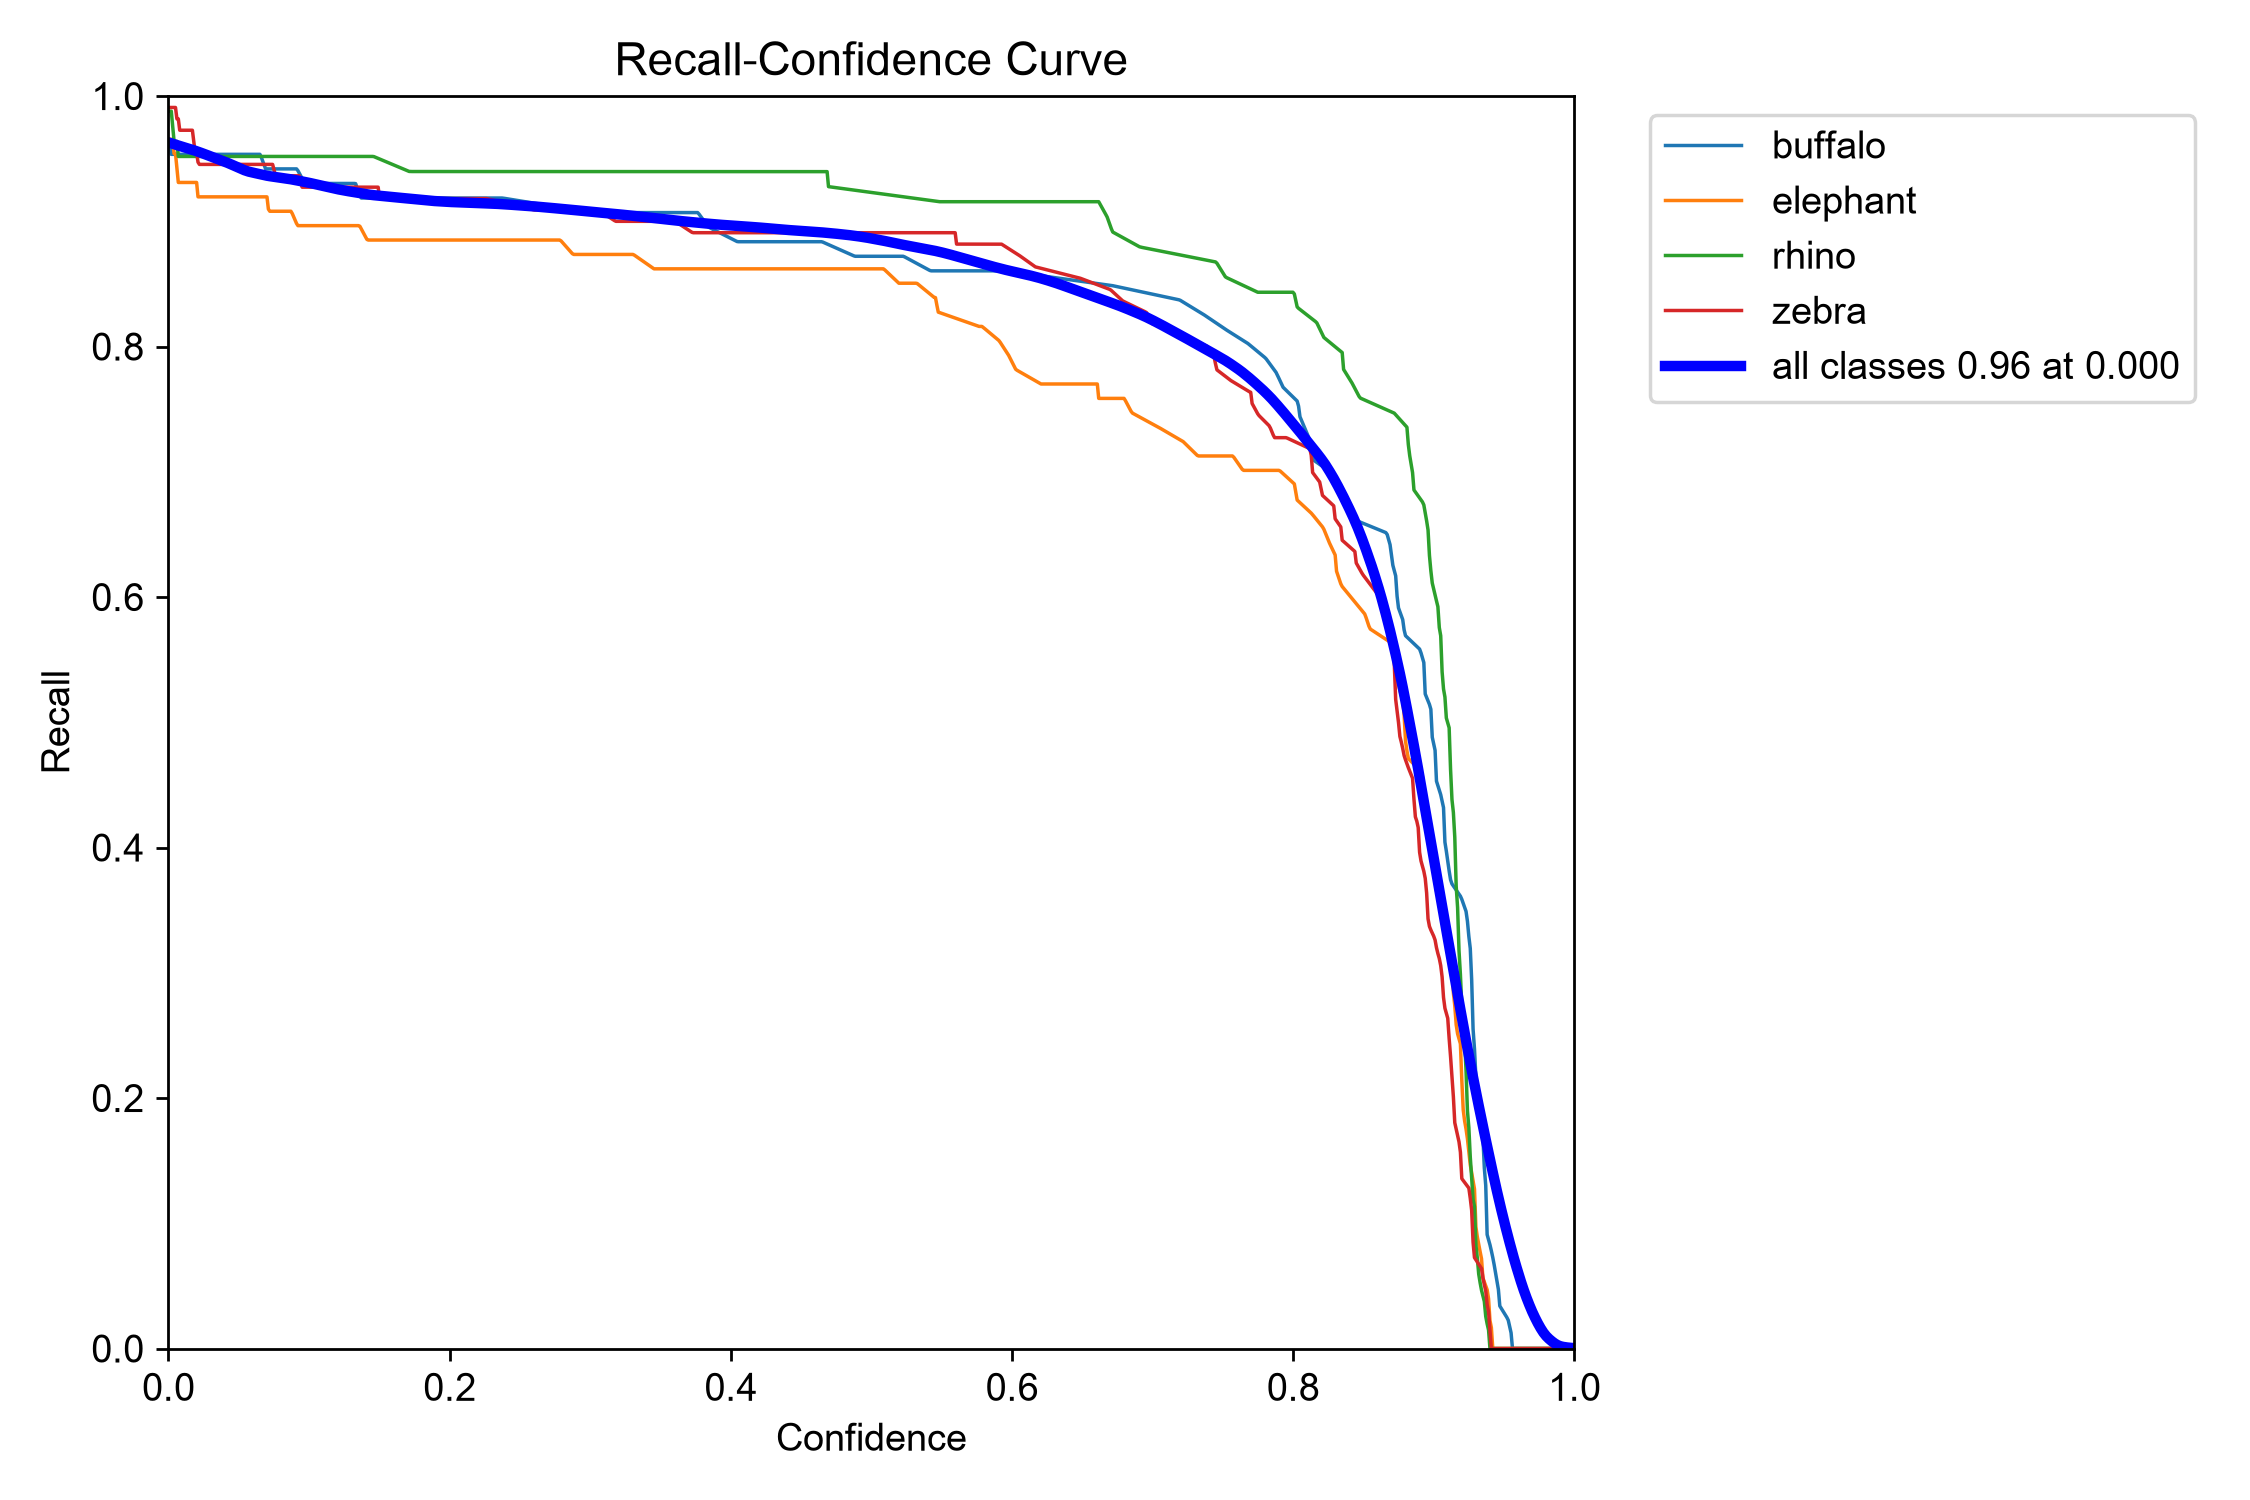 Recall-Confidence Curve
1.0
0.8
0.6
0.4
0.2
0.0
Recall
0.0 0.2 0.4 0.6 0.8 1.0
Confidence
buffalo
elephant
rhino
zebra
all classes 0.96 at 0.000